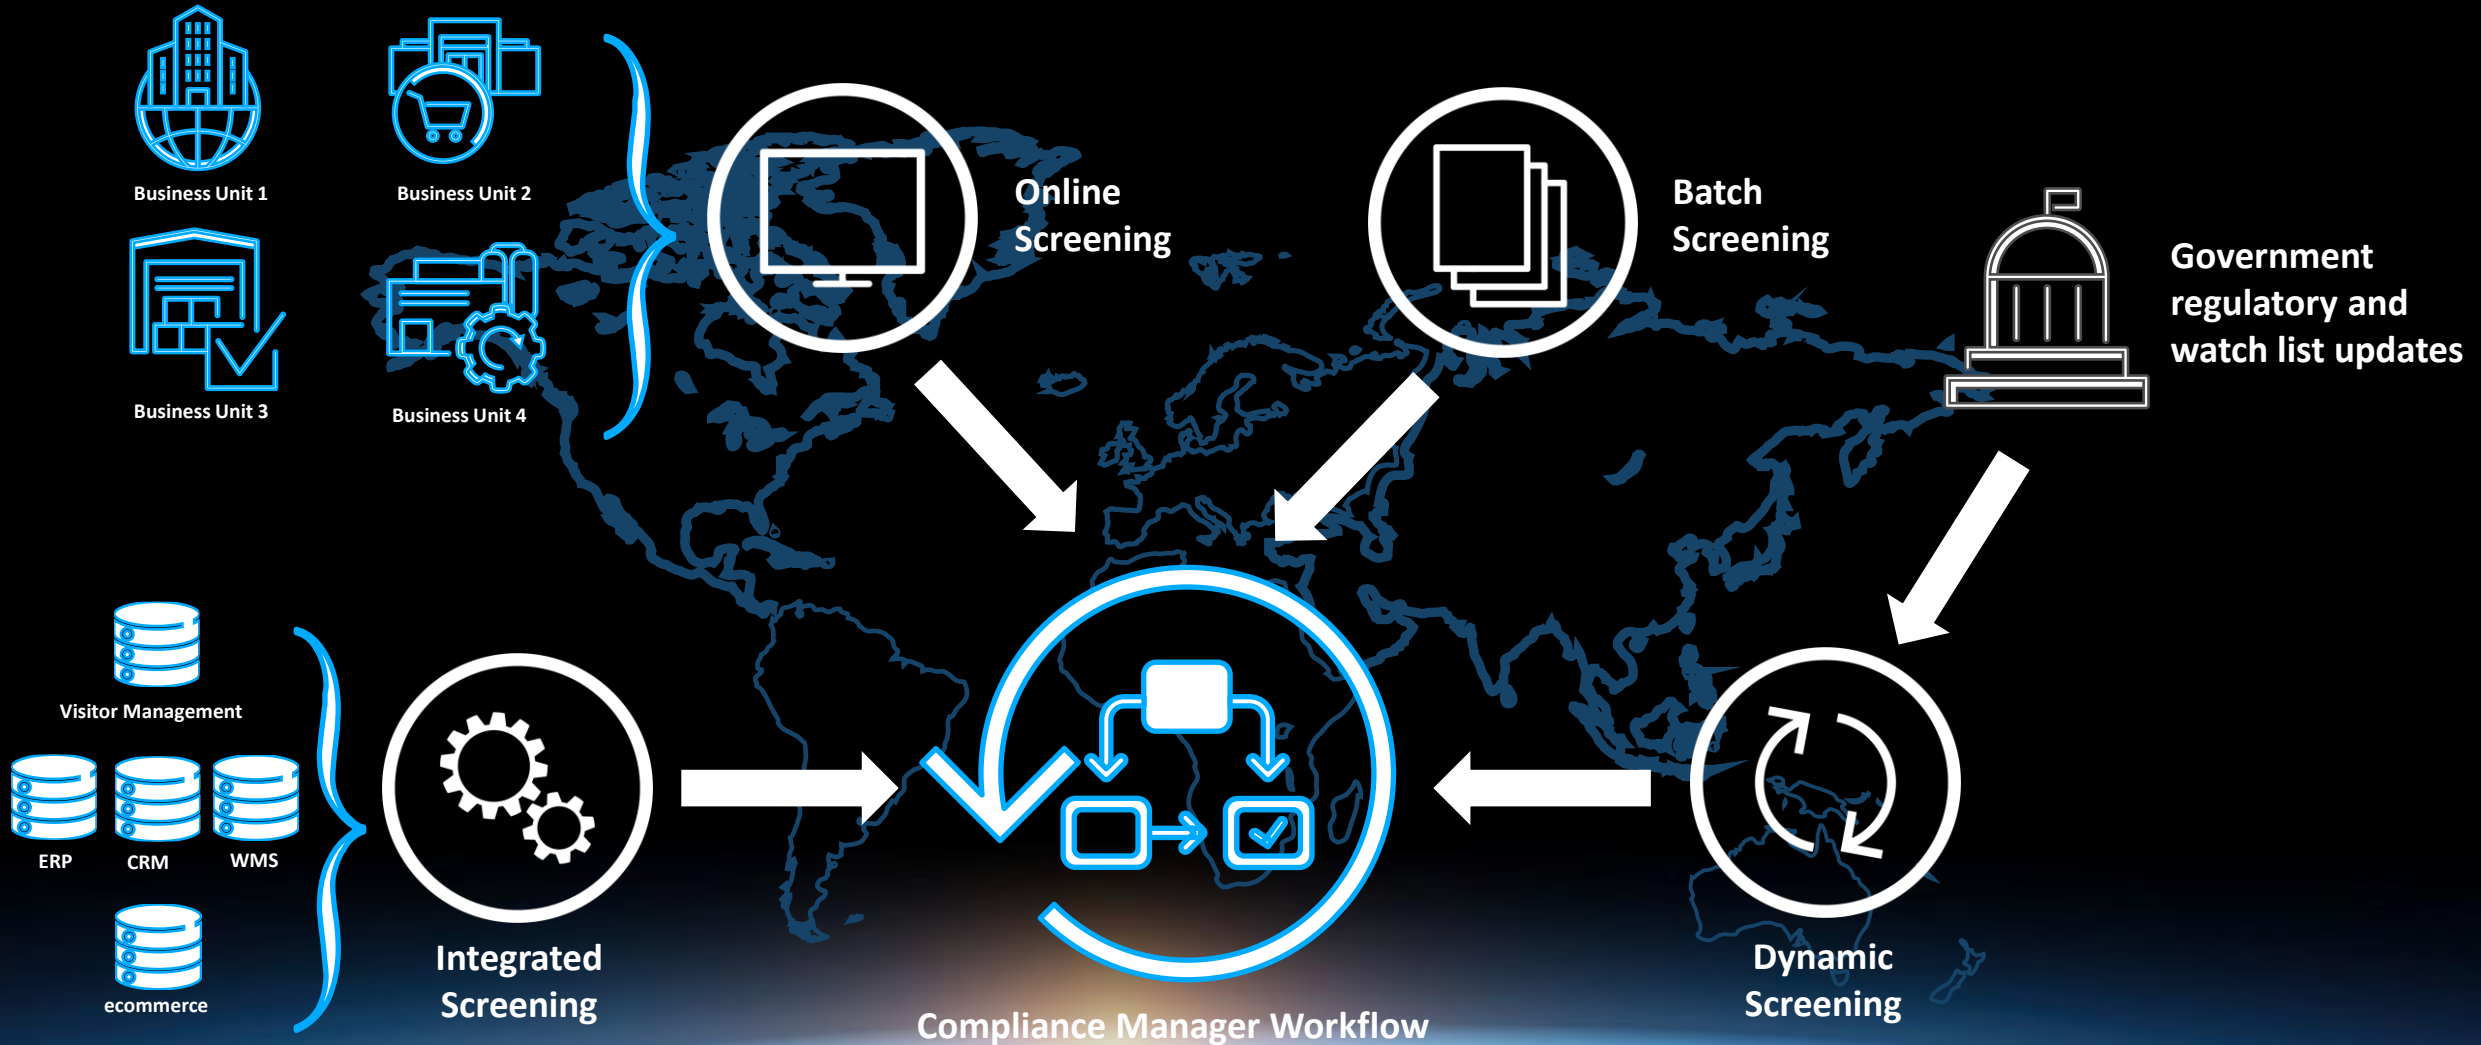 Business Unit 1
Business Unit 2
Business Unit 3
Business Unit 4
Online
Screening
Batch
Screening
Government
regulatory and
watch list updates
Visitor Management
ERP
CRM
WMS
ecommerce
Integrated
Screening
Compliance Manager Workflow
Dynamic
Screening